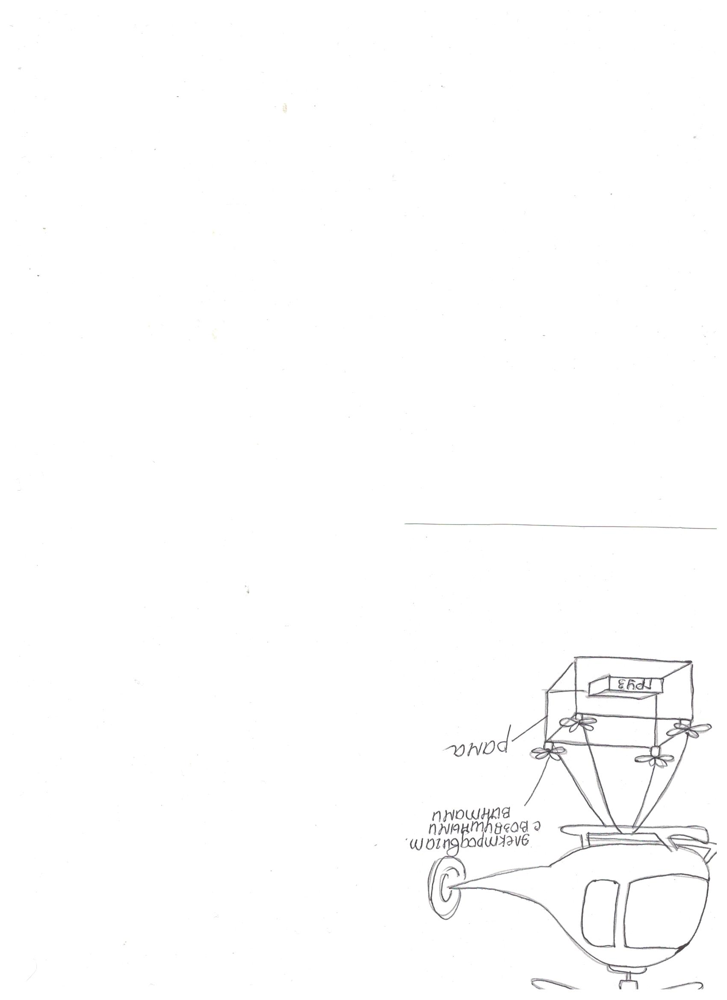 электродвигат.
с воздушными
винтами
рама
груз